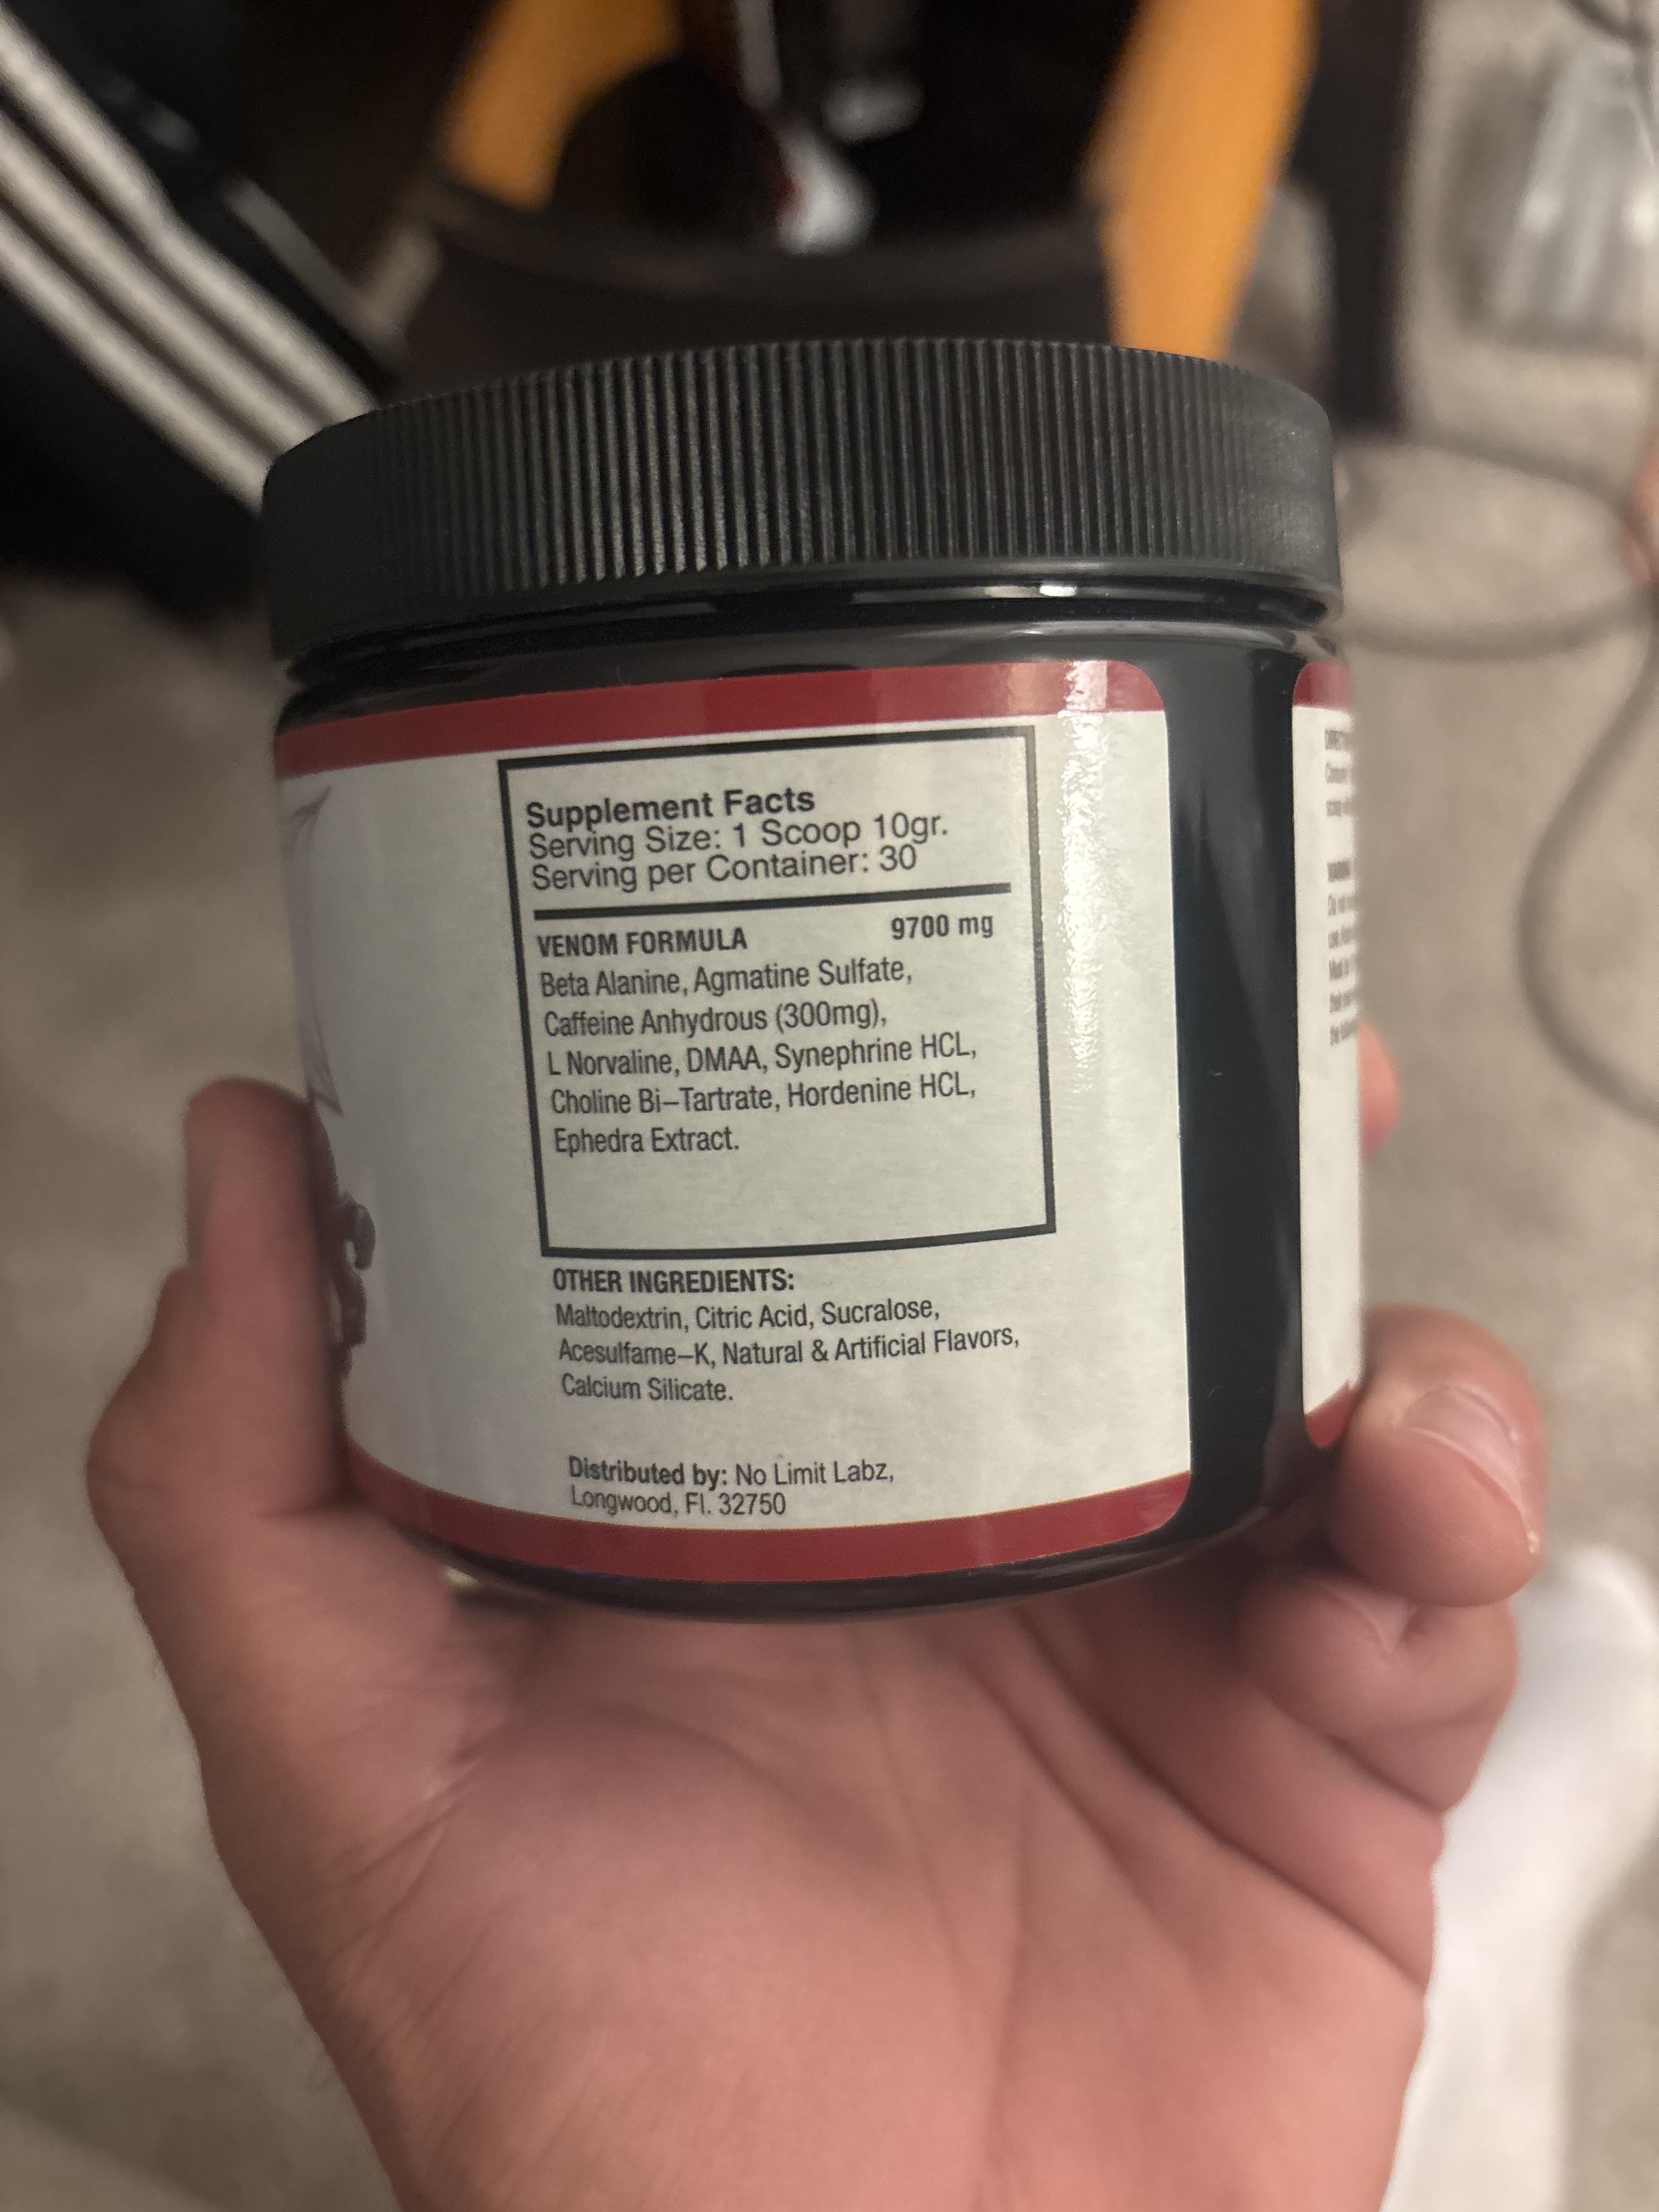 Supplement Facts
Serving Size: 1 Scoop 10gr.
Serving per Container: 30
VENOM FORMULA 9700 mg
Beta Alanine, Agmatine Sulfate,
Caffeine Anhydrous (300mg),
L Norvaline, DMAA, Synephrine HCL,
Choline Bi–Tartrate, Hordenine HCL,
Ephedra Extract.
OTHER INGREDIENTS:
Maltodextrin, Citric Acid, Sucralose,
Acesulfame–K, Natural & Artificial Flavors,
Calcium Silicate.
Distributed by: No Limit Labz,
Longwood, Fl. 32750